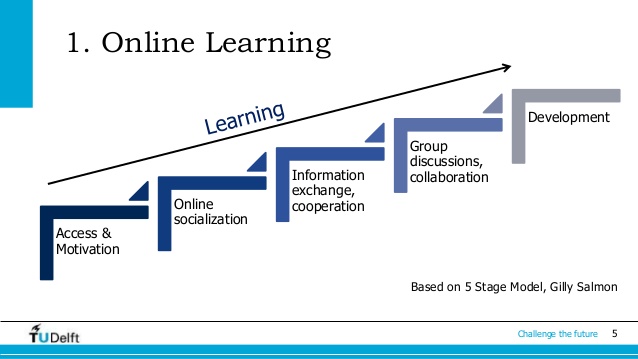 1. Online Learning
Learning
Development
Group
discussions,
collaboration
Information
exchange,
cooperation
Online
socialization
Access &
Motivation
Based on 5 Stage Model, Gilly Salmon
TUDelft
Challenge the future 5